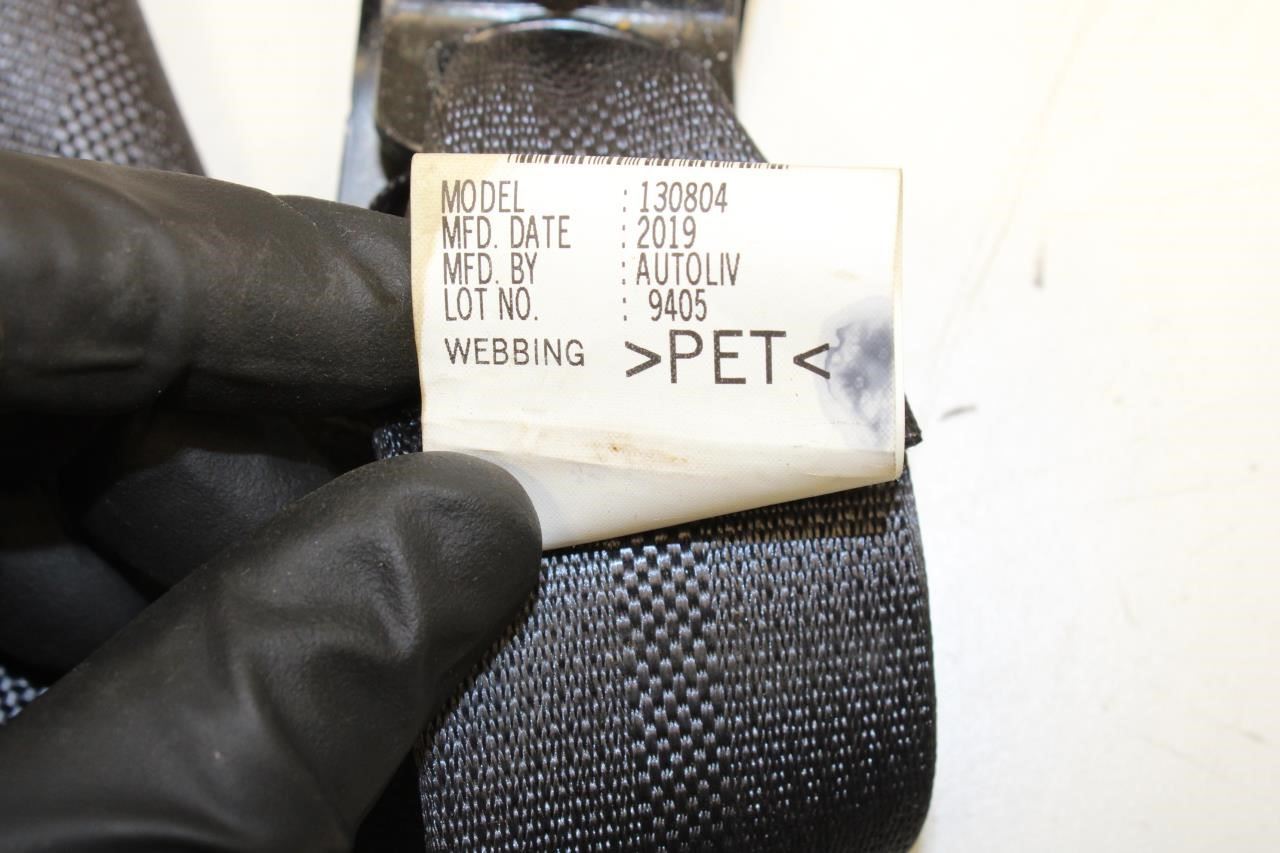 MODEL : 130804
MFD. DATE : 2019
MFD. BY : AUTOLIV
LOT NO. : 9405
WEBBING >PET<